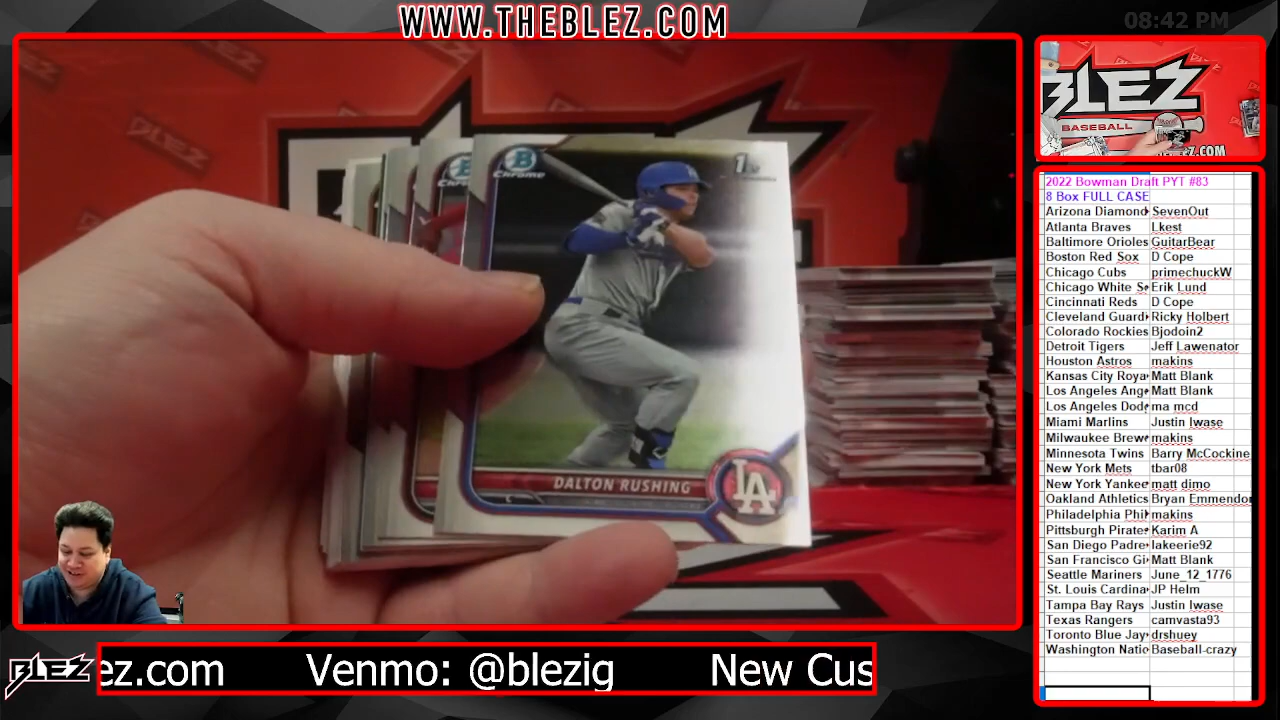 WWW.THEBLEZ.COM
08:42 PM
BLEZ
BASEBALL
EZ.COM
B
Chrome
1st
DALTON RUSHING
LA
BLEZ
2022 Bowman Draft PYT #83
8 Box FULL CASE
Arizona Diamond SevenOut
Atlanta Braves Lkest
Baltimore Orioles GuitarBear
Boston Red Sox D Cope
Chicago Cubs primechuckW
Chicago White Se Erik Lund
Cincinnati Reds D Cope
Cleveland Guard Ricky Holbert
Colorado Rockies Bjodoin2
Detroit Tigers Jeff Lawenator
Houston Astros makins
Kansas City Roya Matt Blank
Los Angeles Ang Matt Blank
Los Angeles Dod ma mcd
Miami Marlins Justin Iwase
Milwaukee Brew makins
Minnesota Twins Barry McCockine
New York Mets tbar08
New York Yankee matt dimo
Oakland Athletics Bryan Emmendor
Philadelphia Phi makins
Pittsburgh Pirate Karim A
San Diego Padre lakeerie92
San Francisco Gi Matt Blank
Seattle Mariners June_12_1776
St. Louis Cardina JP Helm
Tampa Bay Rays Justin Iwase
Texas Rangers camvasta93
Toronto Blue Jay drshuey
Washington Natio Baseball-crazy
BLEZ
ez.com Venmo: @blezig New Cus